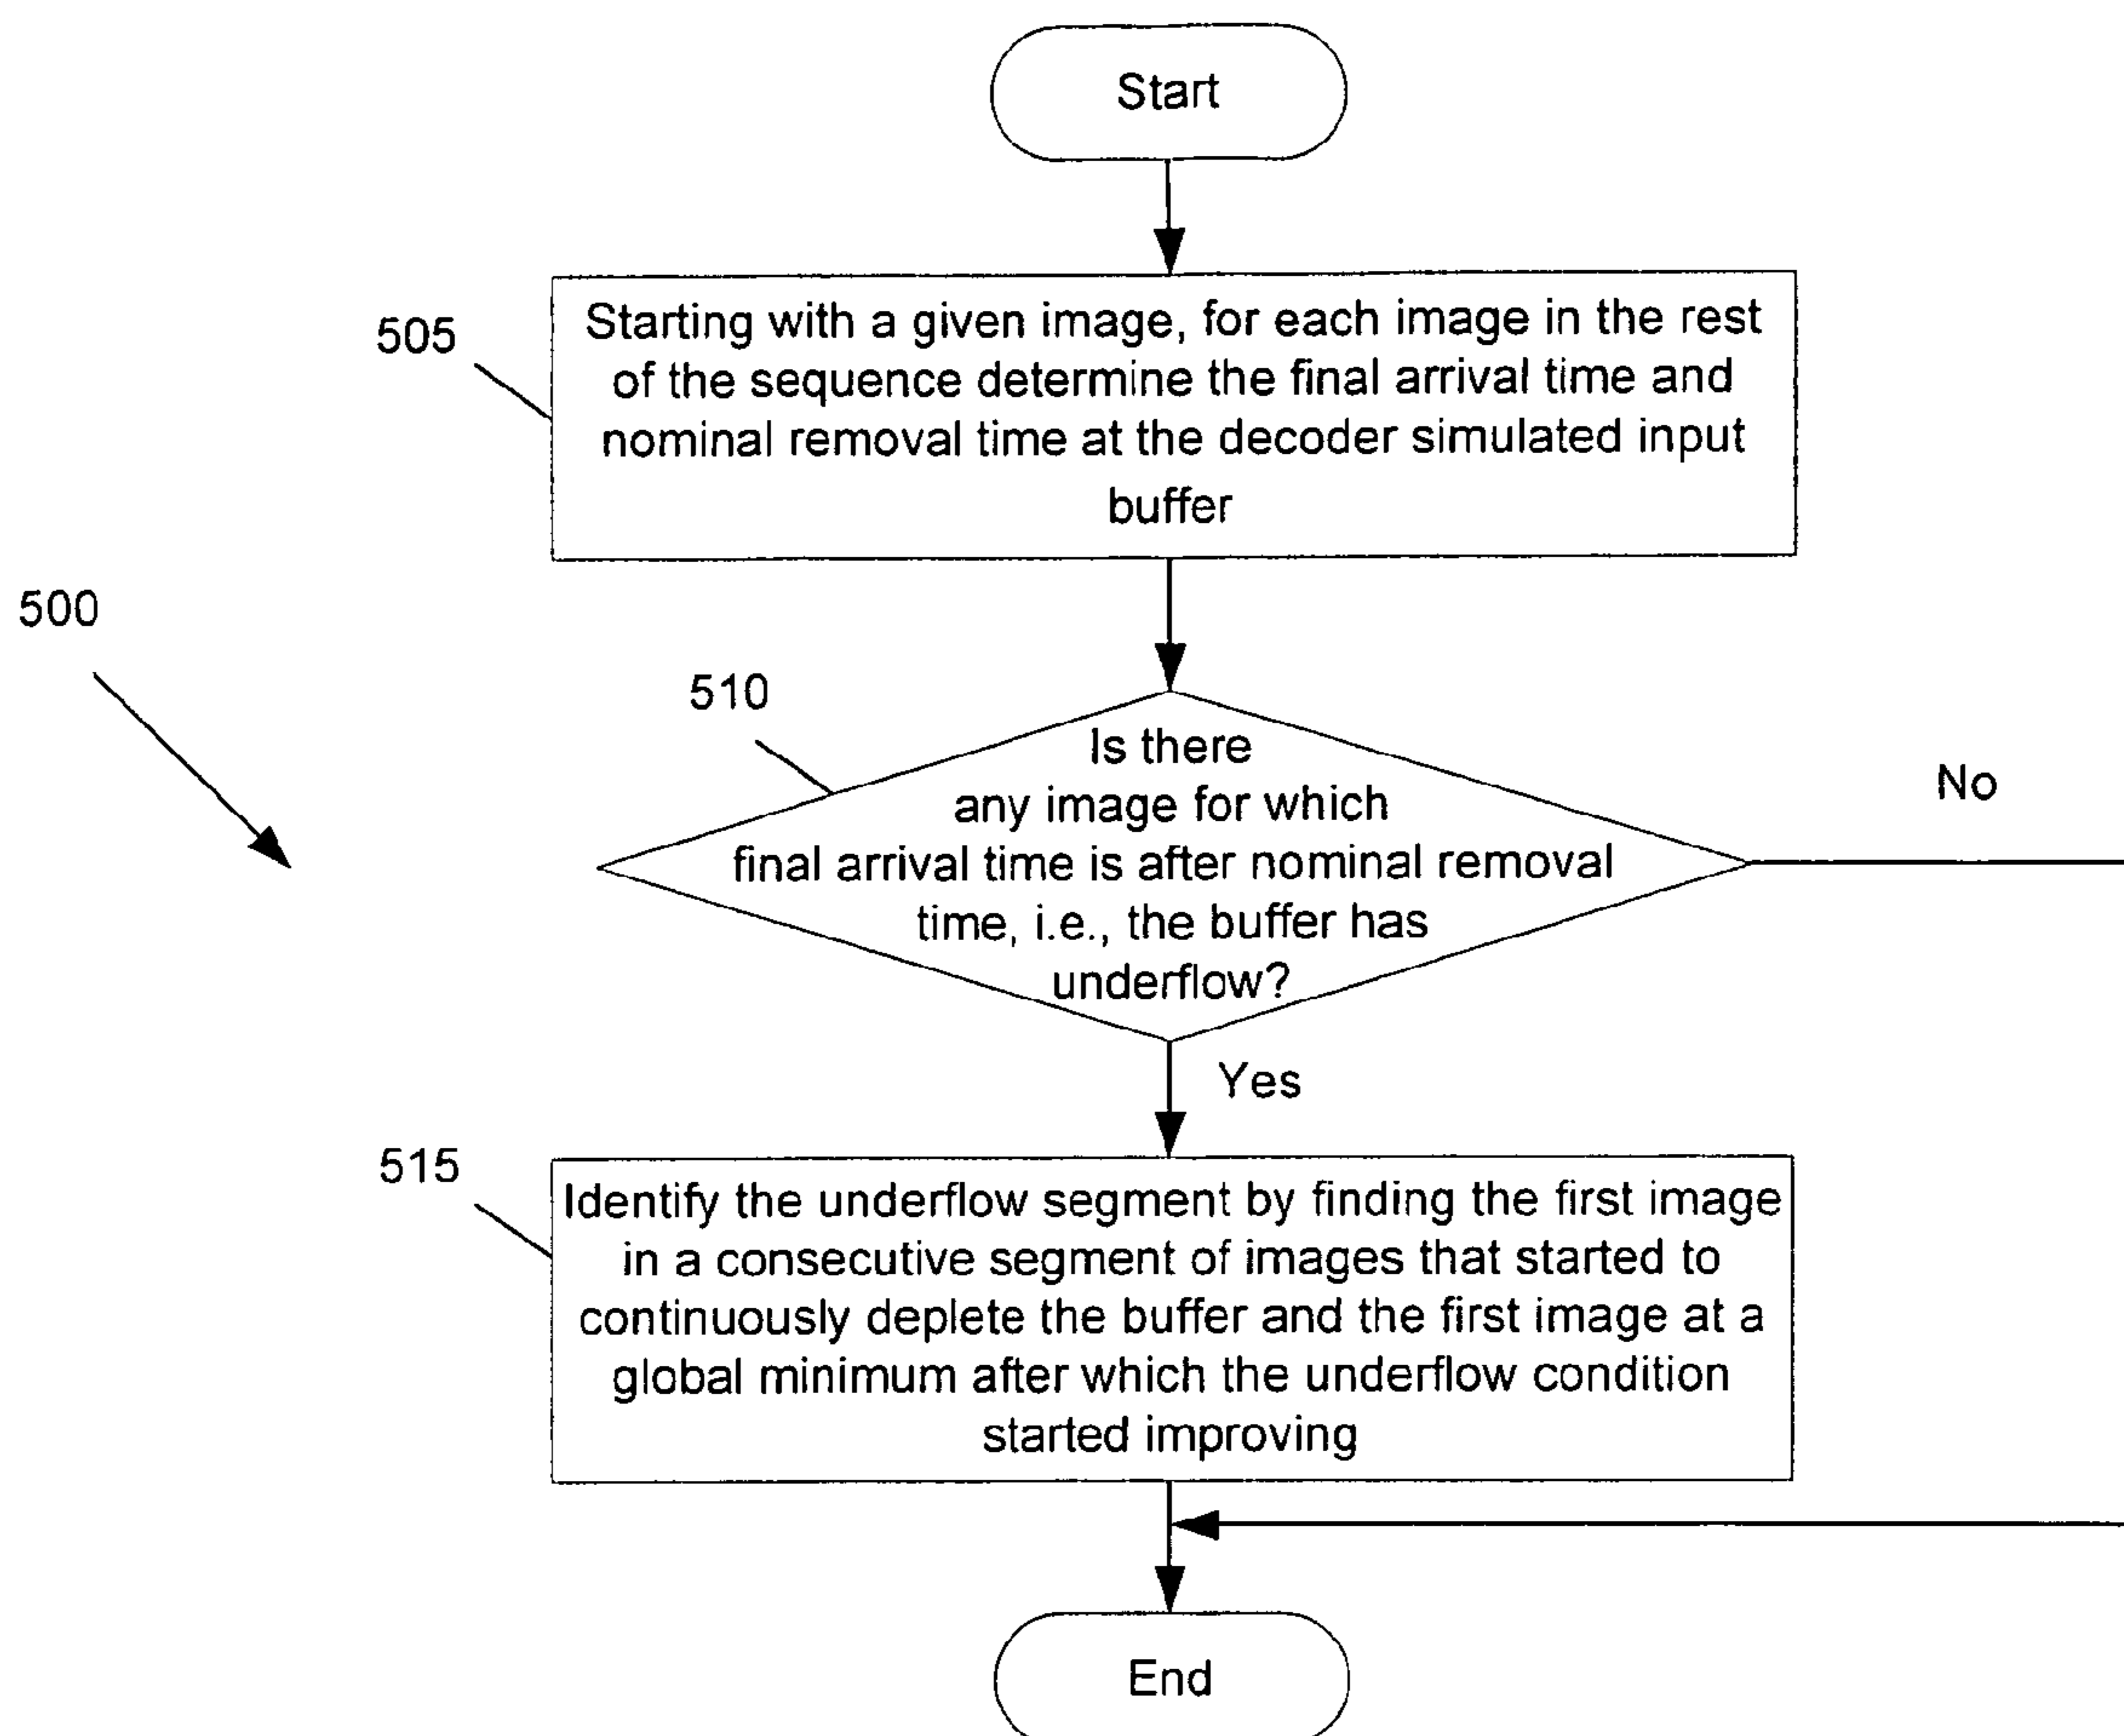 Start
505
Starting with a given image, for each image in the rest
of the sequence determine the final arrival time and
nominal removal time at the decoder simulated input
buffer
500
510
Is there
any image for which
final arrival time is after nominal removal
time, i.e., the buffer has
underflow?
No
Yes
515
Identify the underflow segment by finding the first image
in a consecutive segment of images that started to
continuously deplete the buffer and the first image at a
global minimum after which the underflow condition
started improving
End